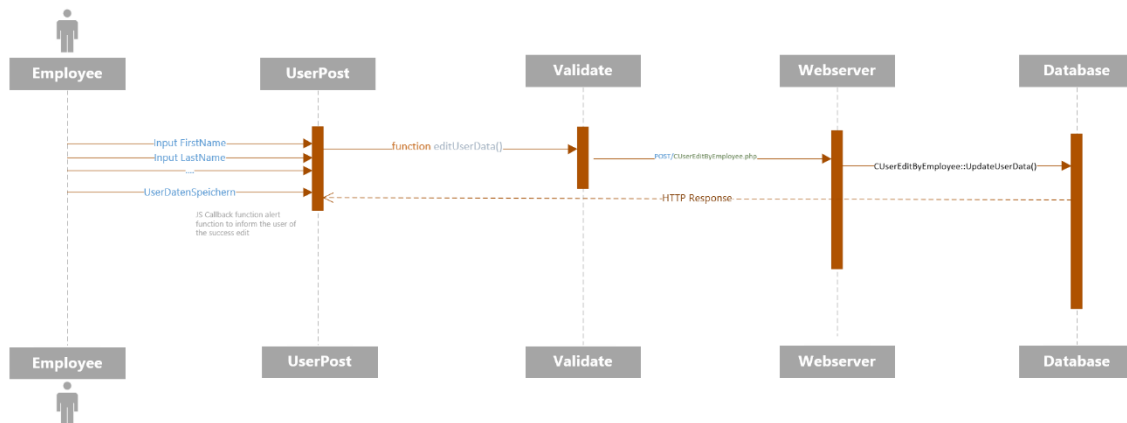 Employee
UserPost
Validate
Webserver
Database
Input FirstName
Input LastName
....
UserDatenSpeichern
function editUserData()
POST/CUserEditByEmployee.php
CUserEditByEmployee::UpdateUserData()
HTTP Response
JS Callback function alert
function to inform the user of
the success edit
Employee
UserPost
Validate
Webserver
Database